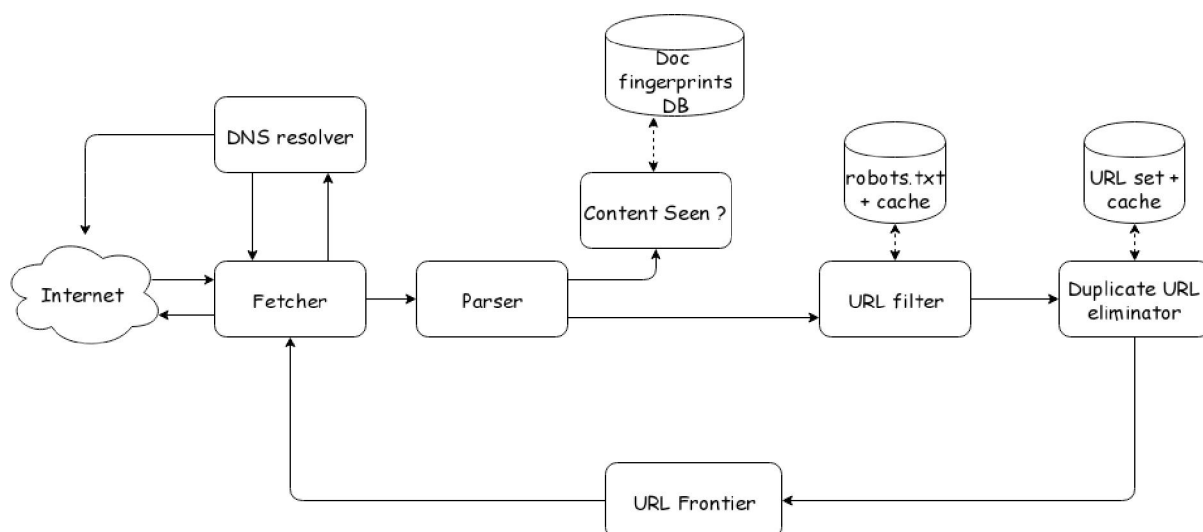 Doc
fingerprints
DB
DNS resolver
robots.txt
+ cache
URL set +
cache
Content Seen ?
Internet
Fetcher
Parser
URL filter
Duplicate URL
eliminator
URL Frontier